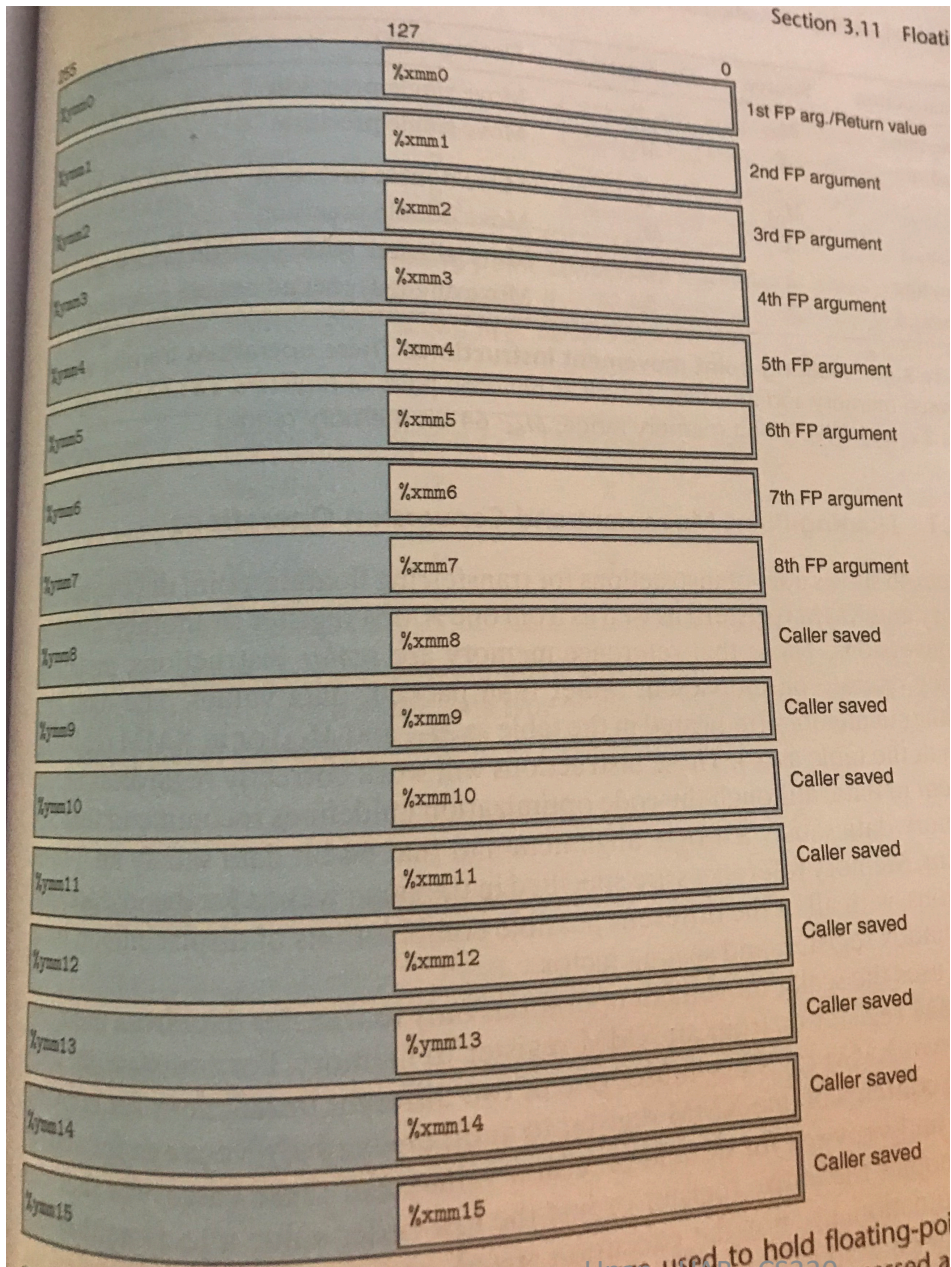 Section 3.11 Floati
255 127 0
%ymm0 %xmm0 1st FP arg./Return value
%ymm1 %xmm1 2nd FP argument
%ymm2 %xmm2 3rd FP argument
%ymm3 %xmm3 4th FP argument
%ymm4 %xmm4 5th FP argument
%ymm5 %xmm5 6th FP argument
%ymm6 %xmm6 7th FP argument
%ymm7 %xmm7 8th FP argument
%ymm8 %xmm8 Caller saved
%ymm9 %xmm9 Caller saved
%ymm10 %xmm10 Caller saved
%ymm11 %xmm11 Caller saved
%ymm12 %xmm12 Caller saved
%ymm13 %ymm13 Caller saved
%ymm14 %xmm14 Caller saved
%ymm15 %xmm15 Caller saved
used to hold floating-poi